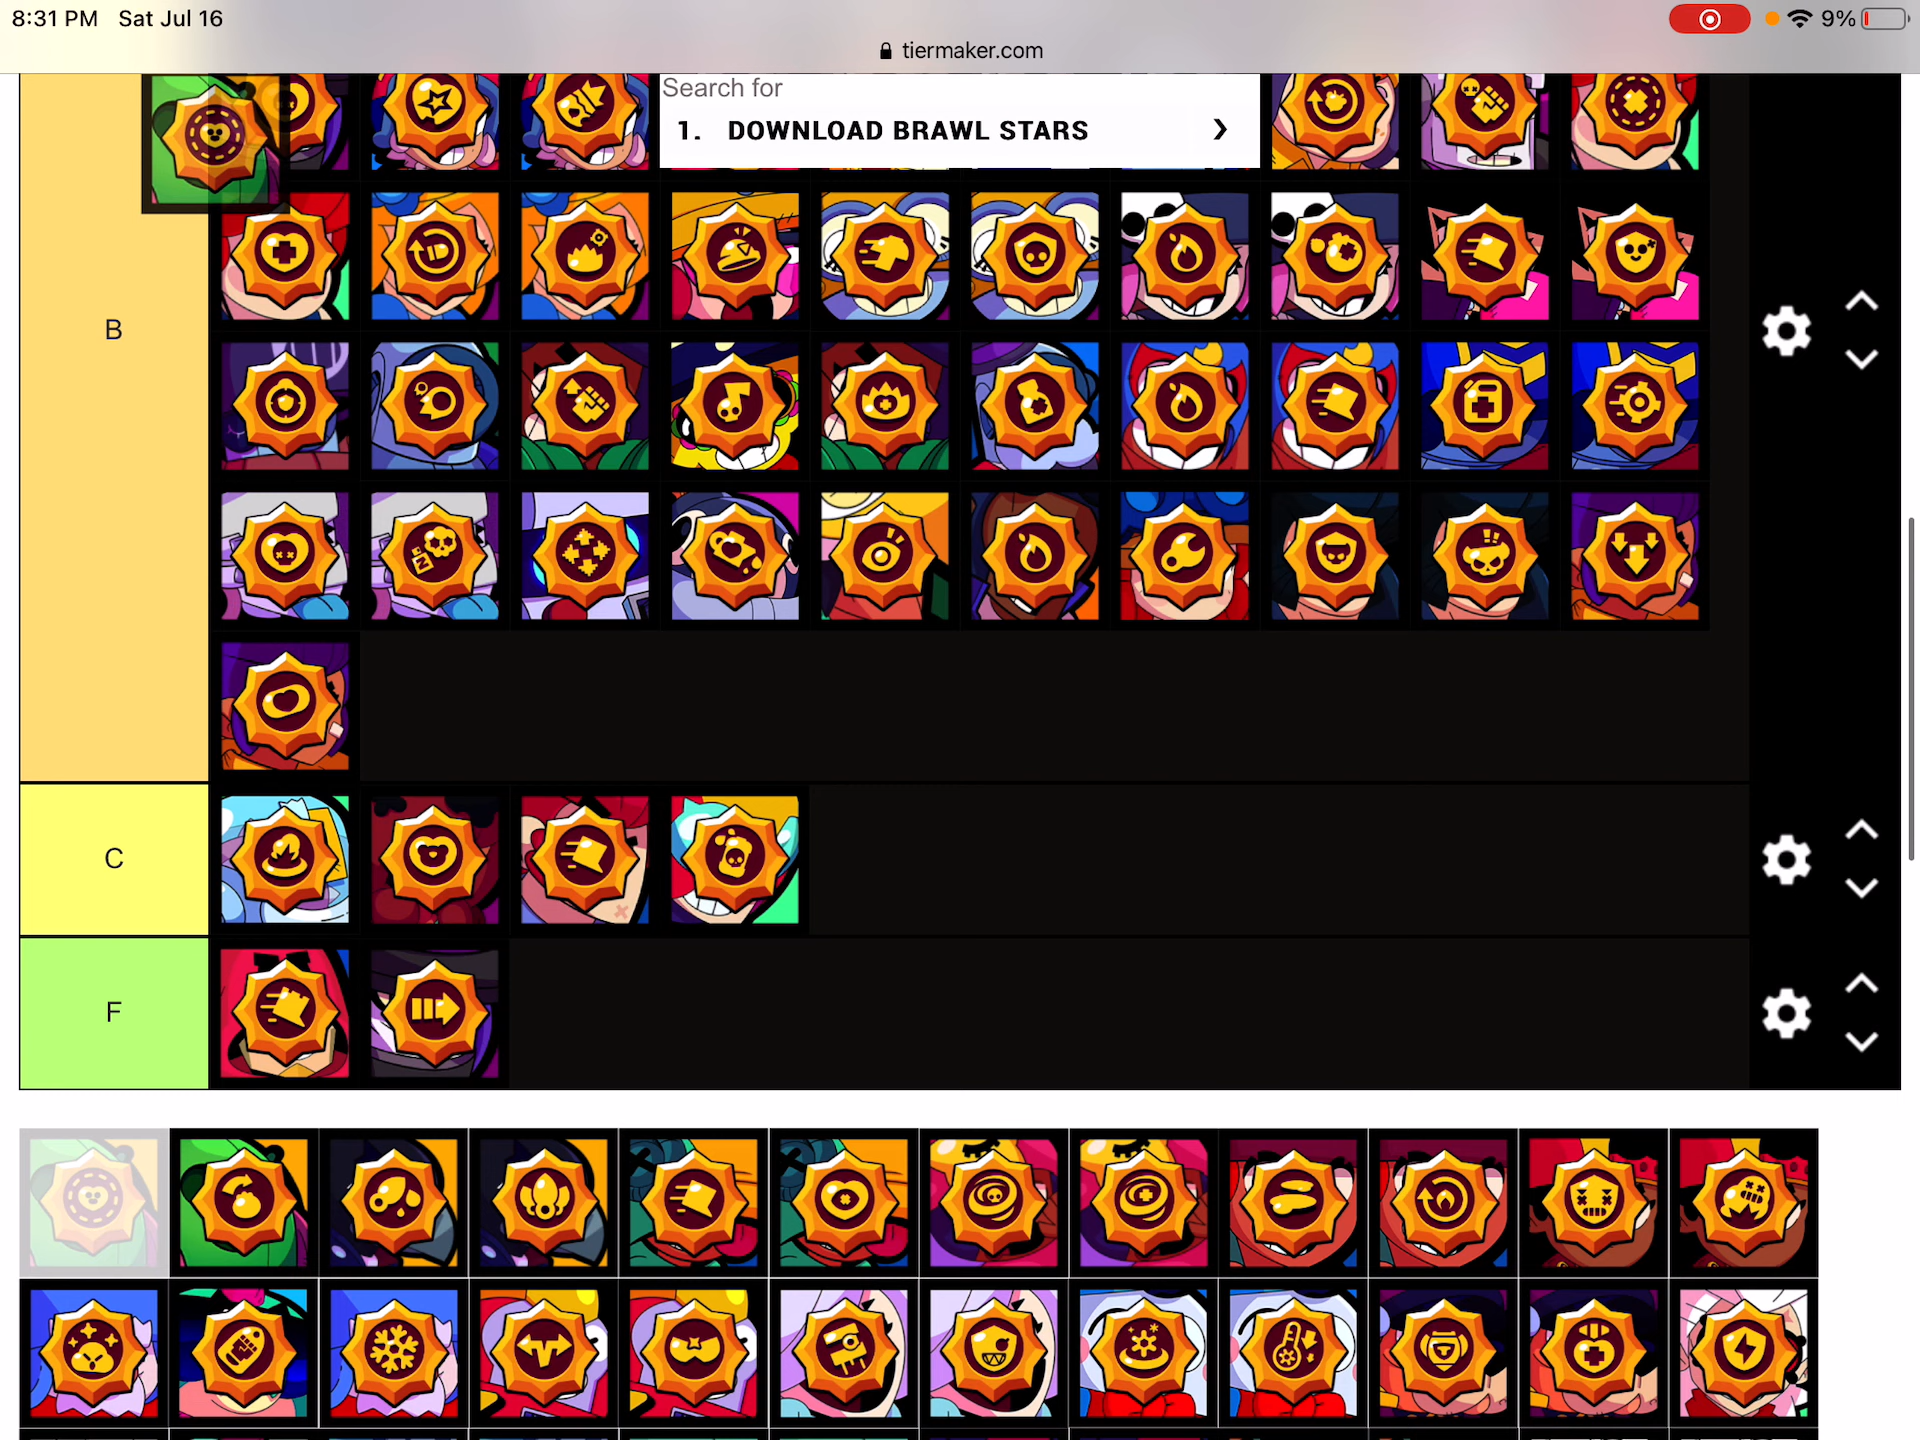 8:31 PM Sat Jul 16
9%
tiermaker.com
Search for
1. DOWNLOAD BRAWL STARS
B
C
F